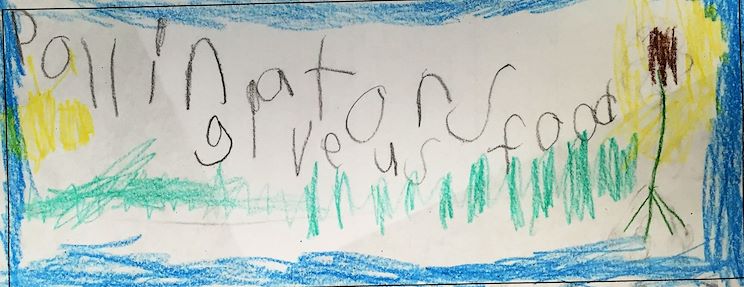 Pollinators
give us food